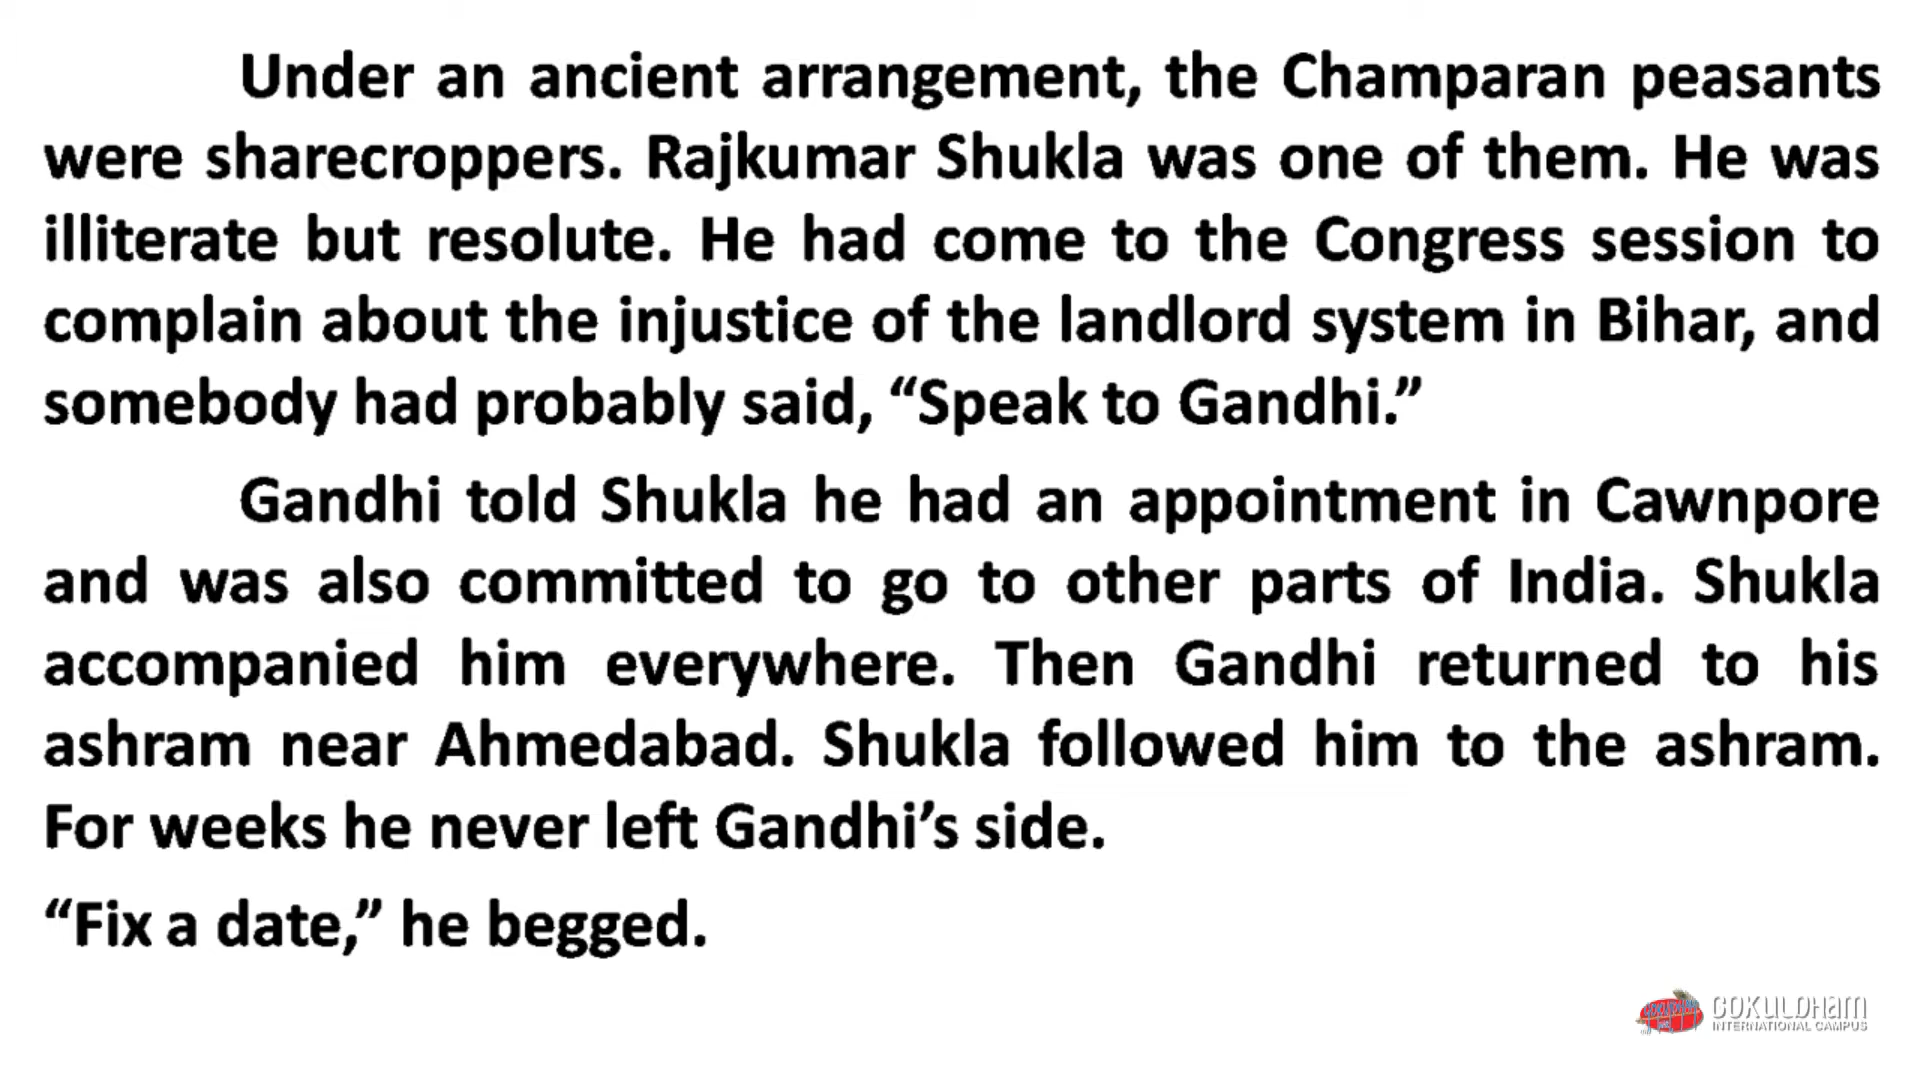 Under an ancient arrangement, the Champaran peasants
were sharecroppers. Rajkumar Shukla was one of them. He was
illiterate but resolute. He had come to the Congress session to
complain about the injustice of the landlord system in Bihar, and
somebody had probably said, “Speak to Gandhi.”
Gandhi told Shukla he had an appointment in Cawnpore
and was also committed to go to other parts of India. Shukla
accompanied him everywhere. Then Gandhi returned to his
ashram near Ahmedabad. Shukla followed him to the ashram.
For weeks he never left Gandhi’s side.
“Fix a date,” he begged.
GOKULDHAM
INTERNATIONAL CAMPUS